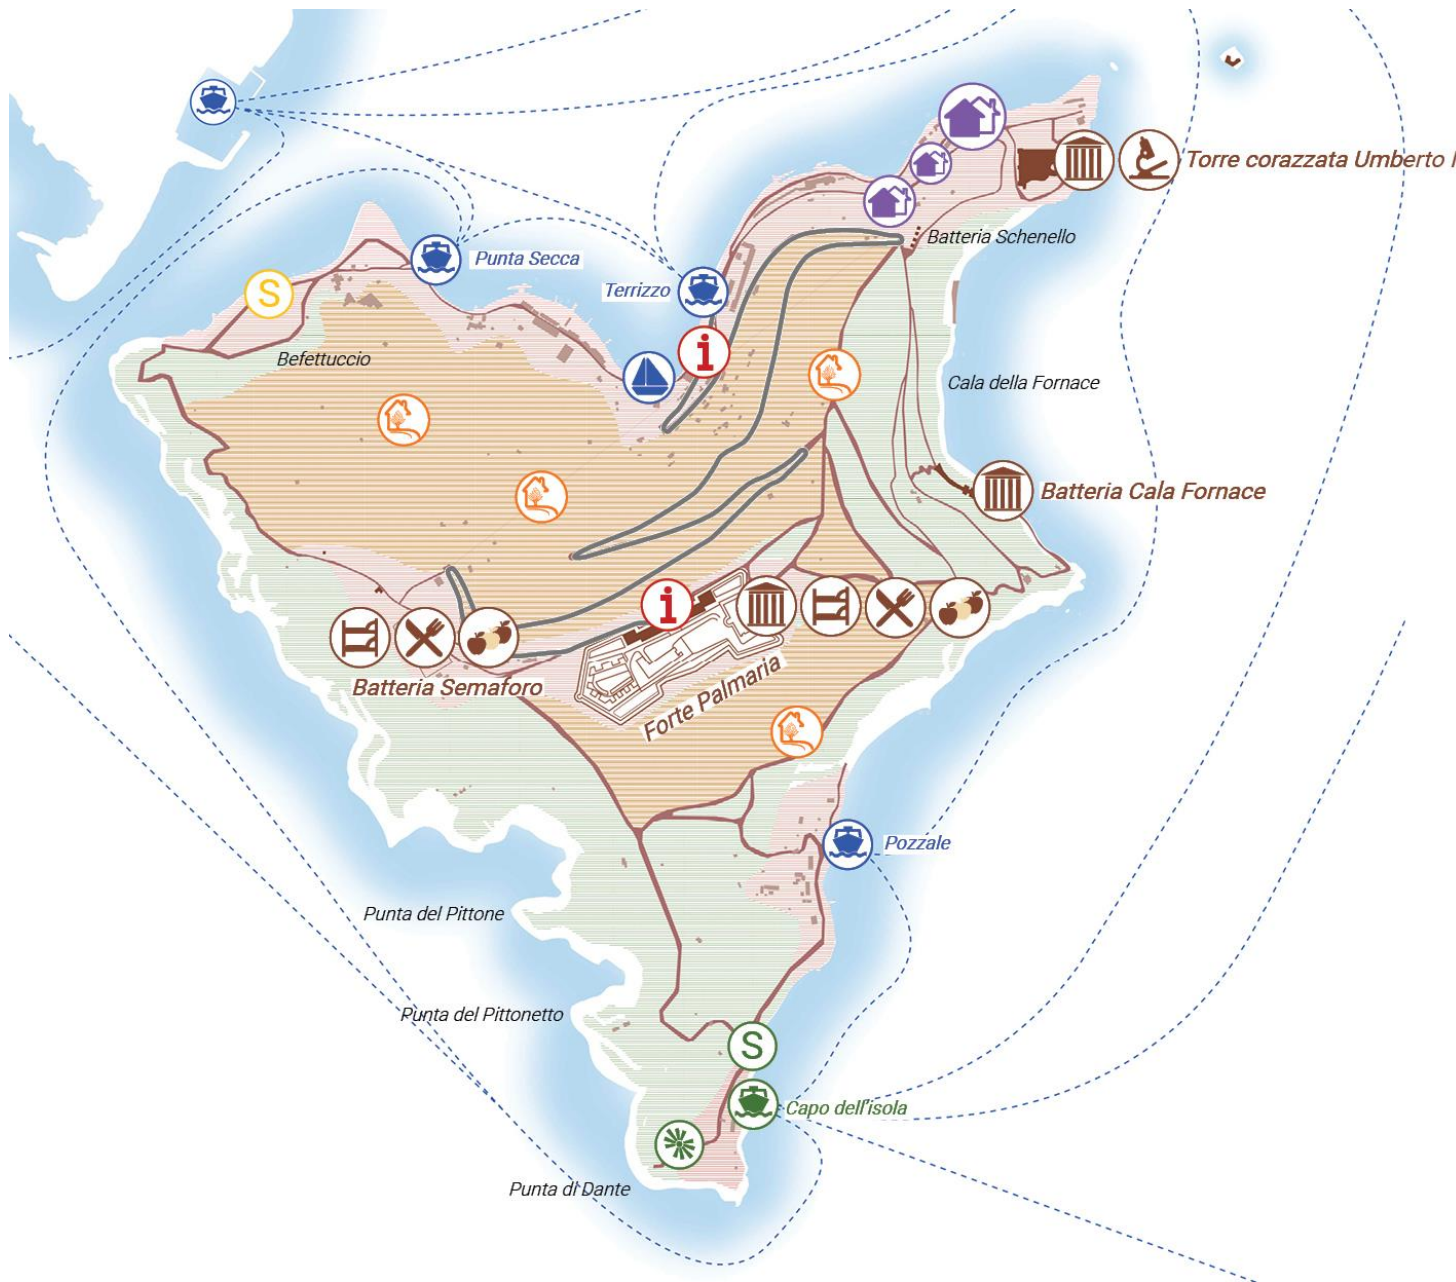 Torre corazzata Umberto I
Batteria Schenello
Punta Secca
Terrizzo
S
i
Befettuccio
Cala della Fornace
Batteria Cala Fornace
i
Batteria Semaforo
Forte Palmaria
Pozzale
Punta del Pittone
Punta del Pittonetto
S
Capo dell'isola
Punta di Dante